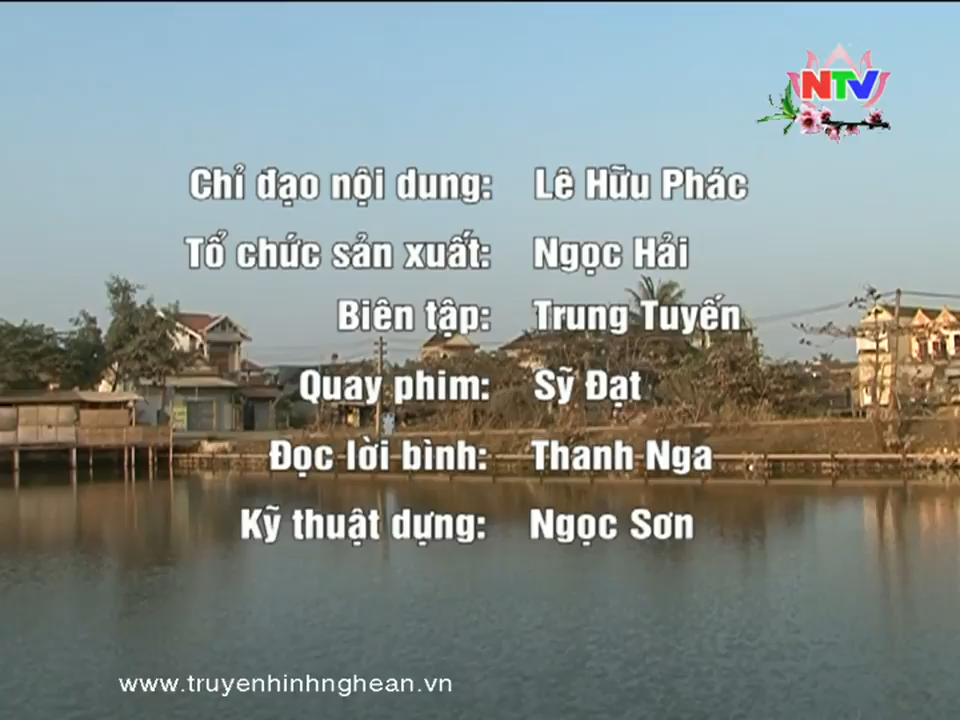 NTV
Chỉ đạo nội dung: Lê Hữu Phác
Tổ chức sản xuất: Ngọc Hải
Biên tập: Trung Tuyến
Quay phim: Sỹ Đạt
Đọc lời bình: Thanh Nga
Kỹ thuật dựng: Ngọc Sơn
www.truyenhinhnghean.vn